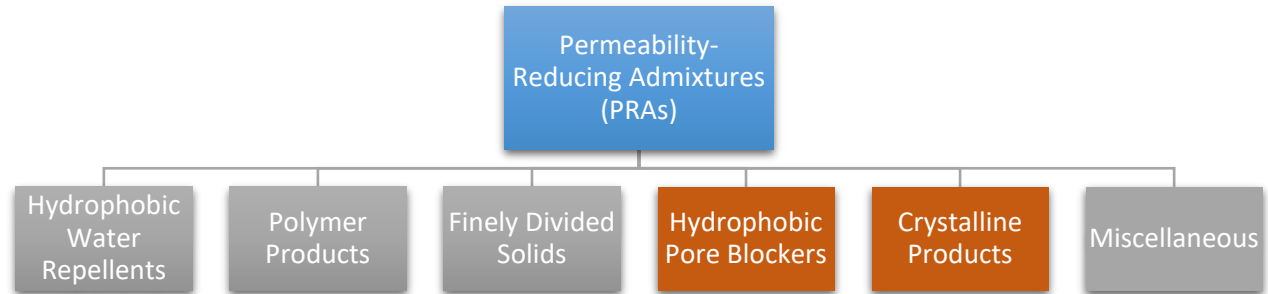 Permeability-
Reducing Admixtures
(PRAs)
Hydrophobic
Water
Repellents
Polymer
Products
Finely Divided
Solids
Hydrophobic
Pore Blockers
Crystalline
Products
Miscellaneous